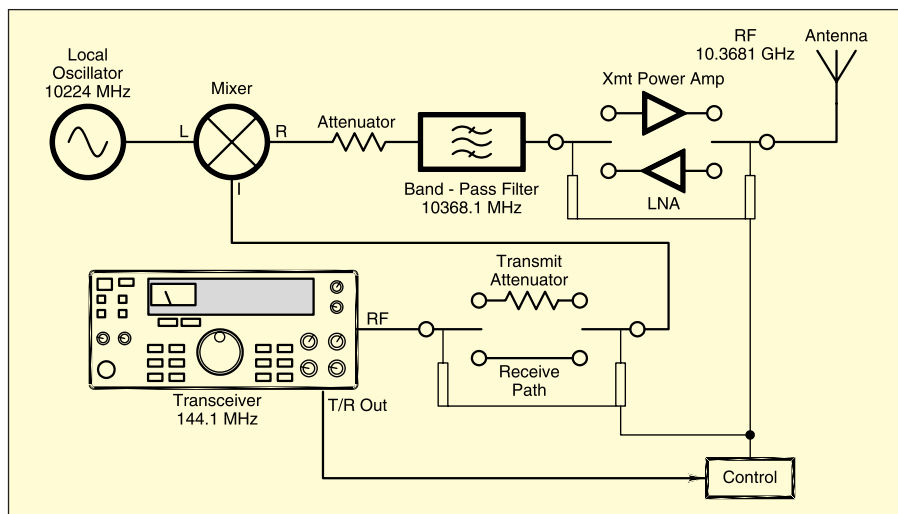 RF
10.3681 GHz
Antenna
Local
Oscillator
10224 MHz
Mixer
Xmt Power Amp
L
R
Attenuator
I
Band - Pass Filter
10368.1 MHz
LNA
Transmit
Attenuator
RF
Receive
Path
Transceiver
144.1 MHz
T/R Out
Control